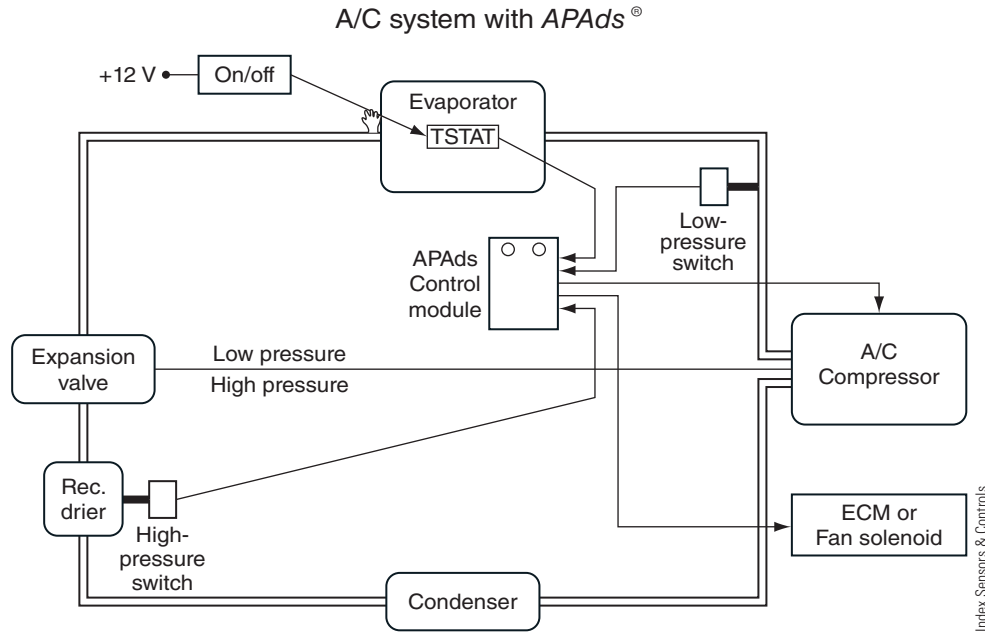 A/C system with APAds ®
+12 V
On/off
Evaporator
TSTAT
Low-
pressure
switch
APAds
Control
module
Expansion
valve
Low pressure
High pressure
A/C
Compressor
Rec.
drier
High-
pressure
switch
ECM or
Fan solenoid
Condenser
Index Sensors & Controls